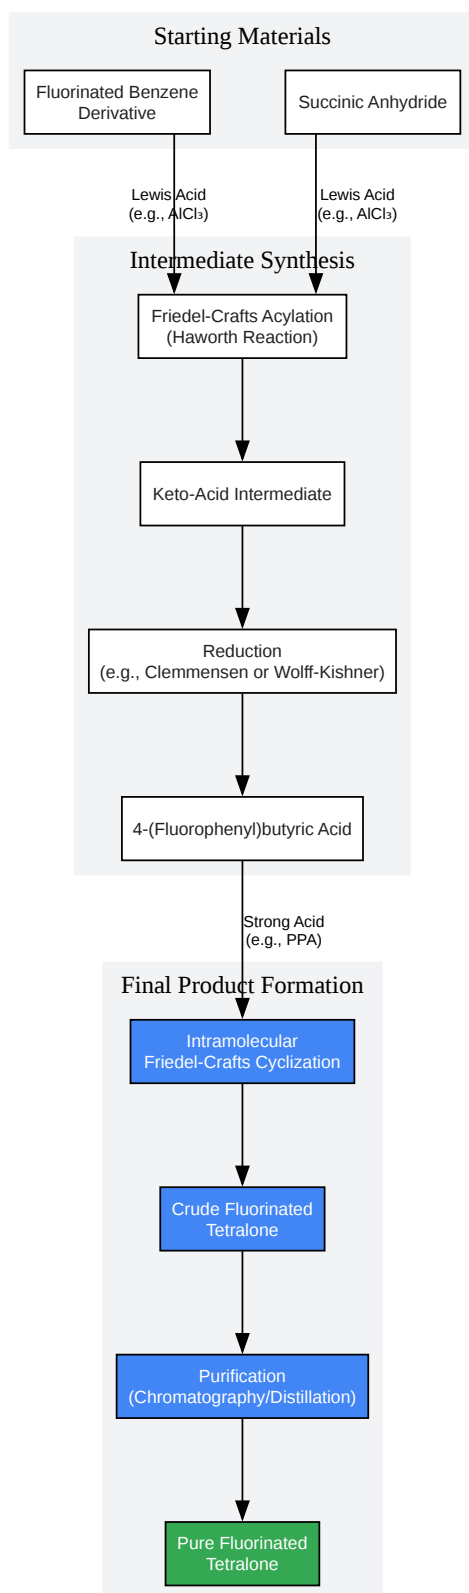 Starting Materials
Fluorinated Benzene
Derivative
Succinic Anhydride
Lewis Acid
(e.g., AlCl₃)
Lewis Acid
(e.g., AlCl₃)
Intermediate Synthesis
Friedel-Crafts Acylation
(Haworth Reaction)
Keto-Acid Intermediate
Reduction
(e.g., Clemmensen or Wolff-Kishner)
4-(Fluorophenyl)butyric Acid
Strong Acid
(e.g., PPA)
Final Product Formation
Intramolecular
Friedel-Crafts Cyclization
Crude Fluorinated
Tetralone
Purification
(Chromatography/Distillation)
Pure Fluorinated
Tetralone